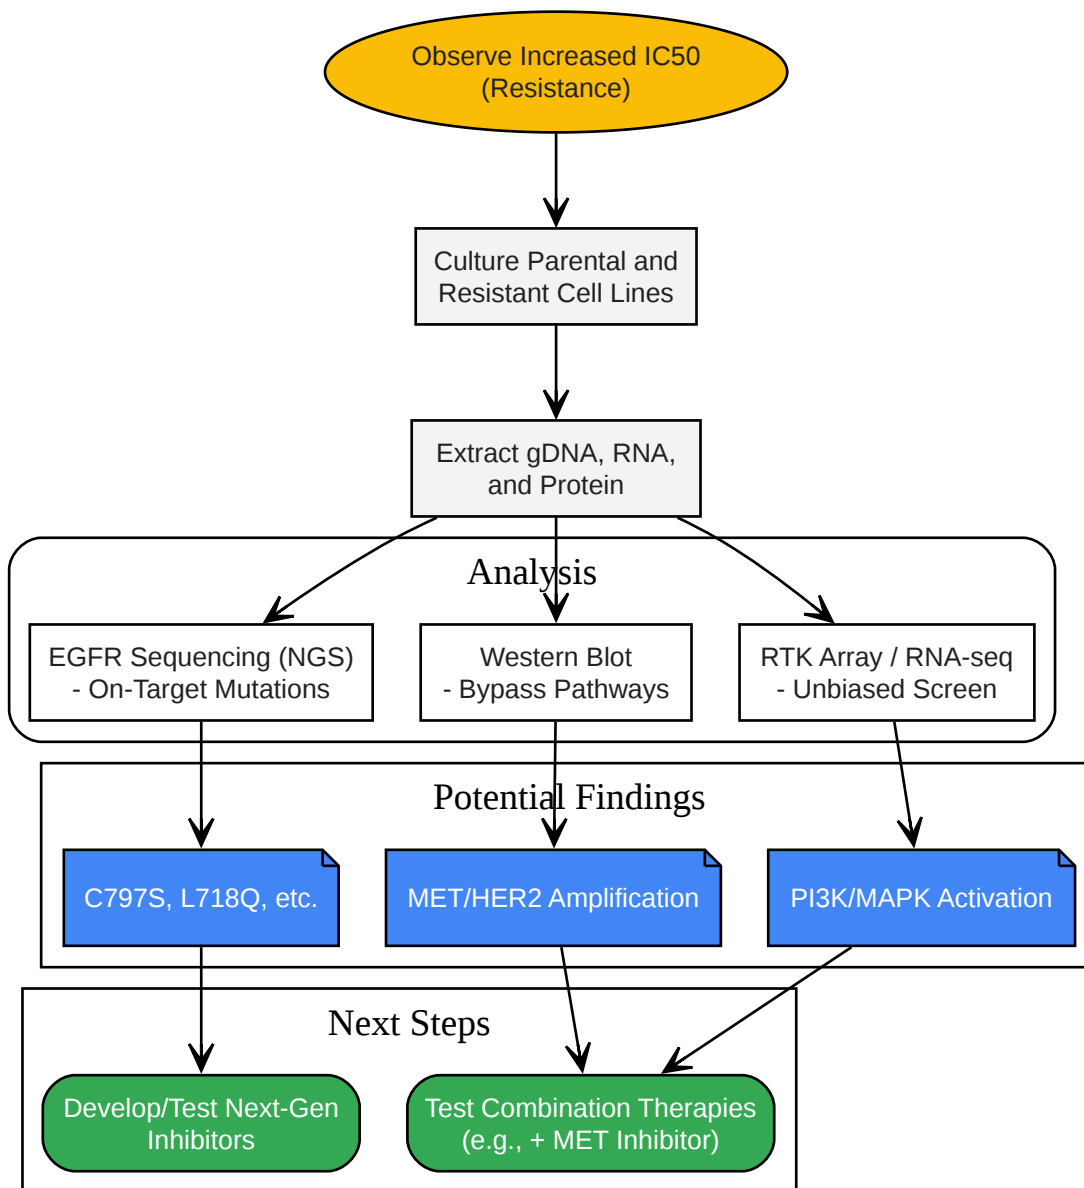 Observe Increased IC50
(Resistance)
Culture Parental and
Resistant Cell Lines
Extract gDNA, RNA,
and Protein
Analysis
EGFR Sequencing (NGS)
- On-Target Mutations
Western Blot
- Bypass Pathways
RTK Array / RNA-seq
- Unbiased Screen
Potential Findings
C797S, L718Q, etc.
MET/HER2 Amplification
PI3K/MAPK Activation
Next Steps
Develop/Test Next-Gen
Inhibitors
Test Combination Therapies
(e.g., + MET Inhibitor)